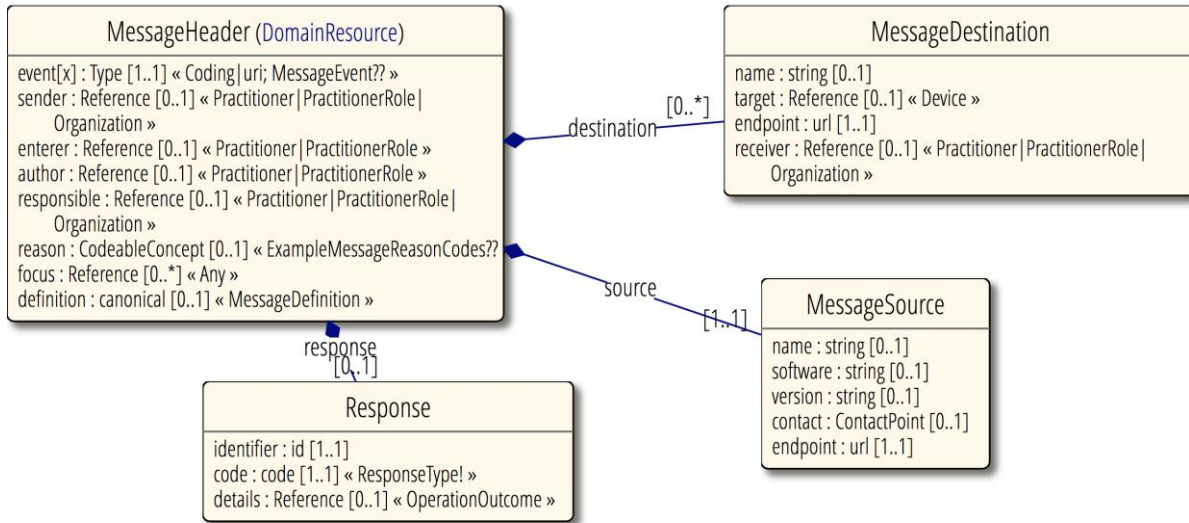 MessageHeader (DomainResource)
event[x] : Type [1..1] « Coding|uri; MessageEvent?? »
sender : Reference [0..1] « Practitioner|PractitionerRole|
Organization »
enterer : Reference [0..1] « Practitioner|PractitionerRole »
author : Reference [0..1] « Practitioner|PractitionerRole »
responsible : Reference [0..1] « Practitioner|PractitionerRole|
Organization »
reason : CodeableConcept [0..1] « ExampleMessageReasonCodes??
focus : Reference [0..*] « Any »
definition : canonical [0..1] « MessageDefinition »
destination
[0..*]
MessageDestination
name : string [0..1]
target : Reference [0..1] « Device »
endpoint : url [1..1]
receiver : Reference [0..1] « Practitioner|PractitionerRole|
Organization »
source
[1..1]
MessageSource
name : string [0..1]
software : string [0..1]
version : string [0..1]
contact : ContactPoint [0..1]
endpoint : url [1..1]
response
[0..1]
Response
identifier : id [1..1]
code : code [1..1] « ResponseType! »
details : Reference [0..1] « OperationOutcome »